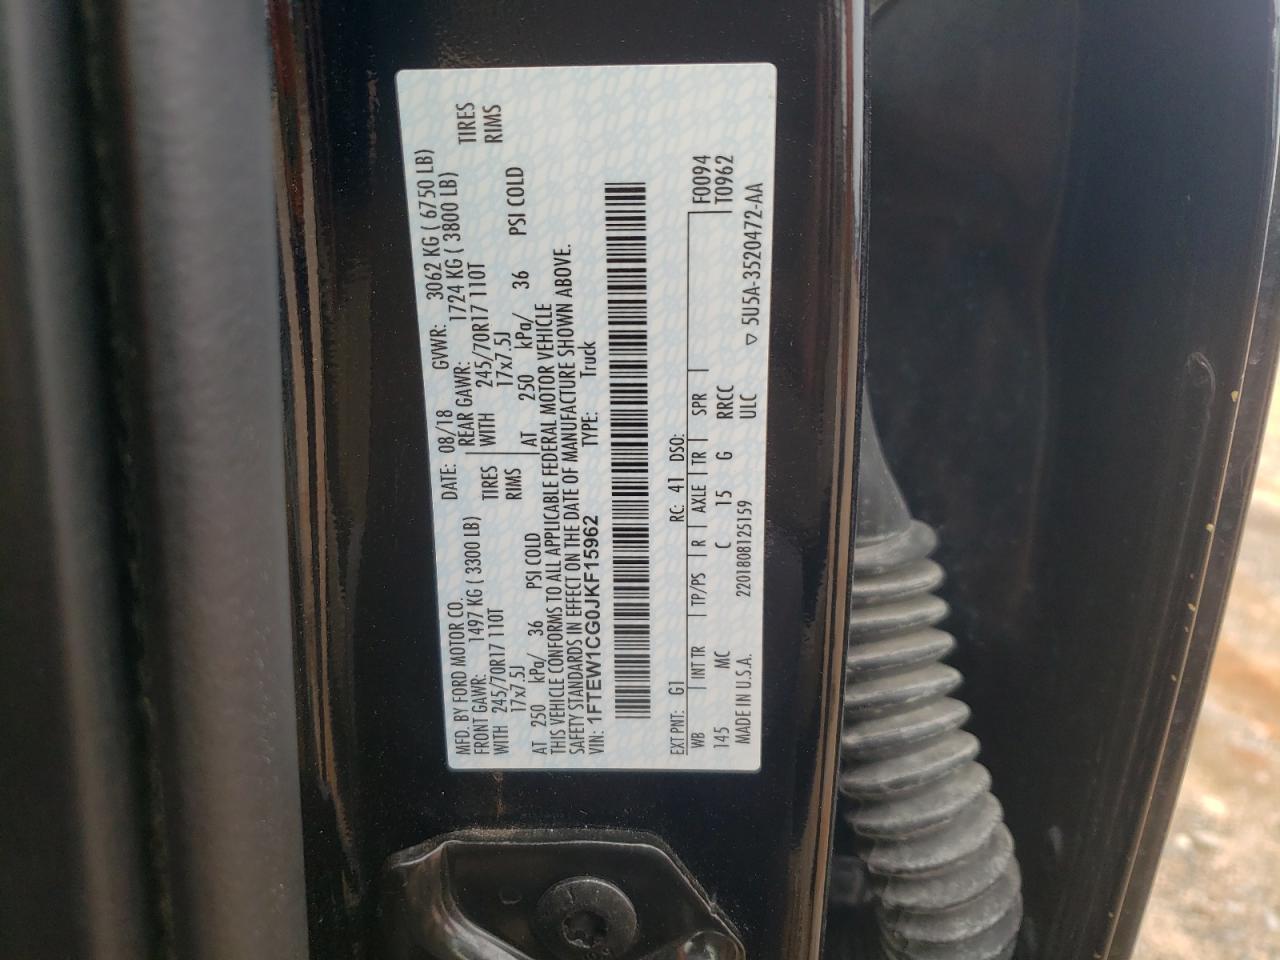 MFD. BY FORD MOTOR CO.
DATE: 08/18 GVWR: 3062 KG ( 6750 LB)
FRONT GAWR: 1497 KG ( 3300 LB) REAR GAWR: 1724 KG ( 3800 LB)
WITH 245/70R17 110T TIRES WITH 245/70R17 110T TIRES
17x7.5J RIMS 17x7.5J RIMS
AT 250 kPa/ 36 PSI COLD AT 250 kPa/ 36 PSI COLD
THIS VEHICLE CONFORMS TO ALL APPLICABLE FEDERAL MOTOR VEHICLE
SAFETY STANDARDS IN EFFECT ON THE DATE OF MANUFACTURE SHOWN ABOVE.
VIN: 1FTEW1CG0JKF15962 TYPE: Truck
EXT PNT: G1 RC: 41 DSO: F0094
WB INT TR TP/PS R AXLE TR SPR T0962
145 MC C 15 G RRCC
MADE IN U.S.A. 2201808125159 ULC
▽ 5U5A-3520472-AA